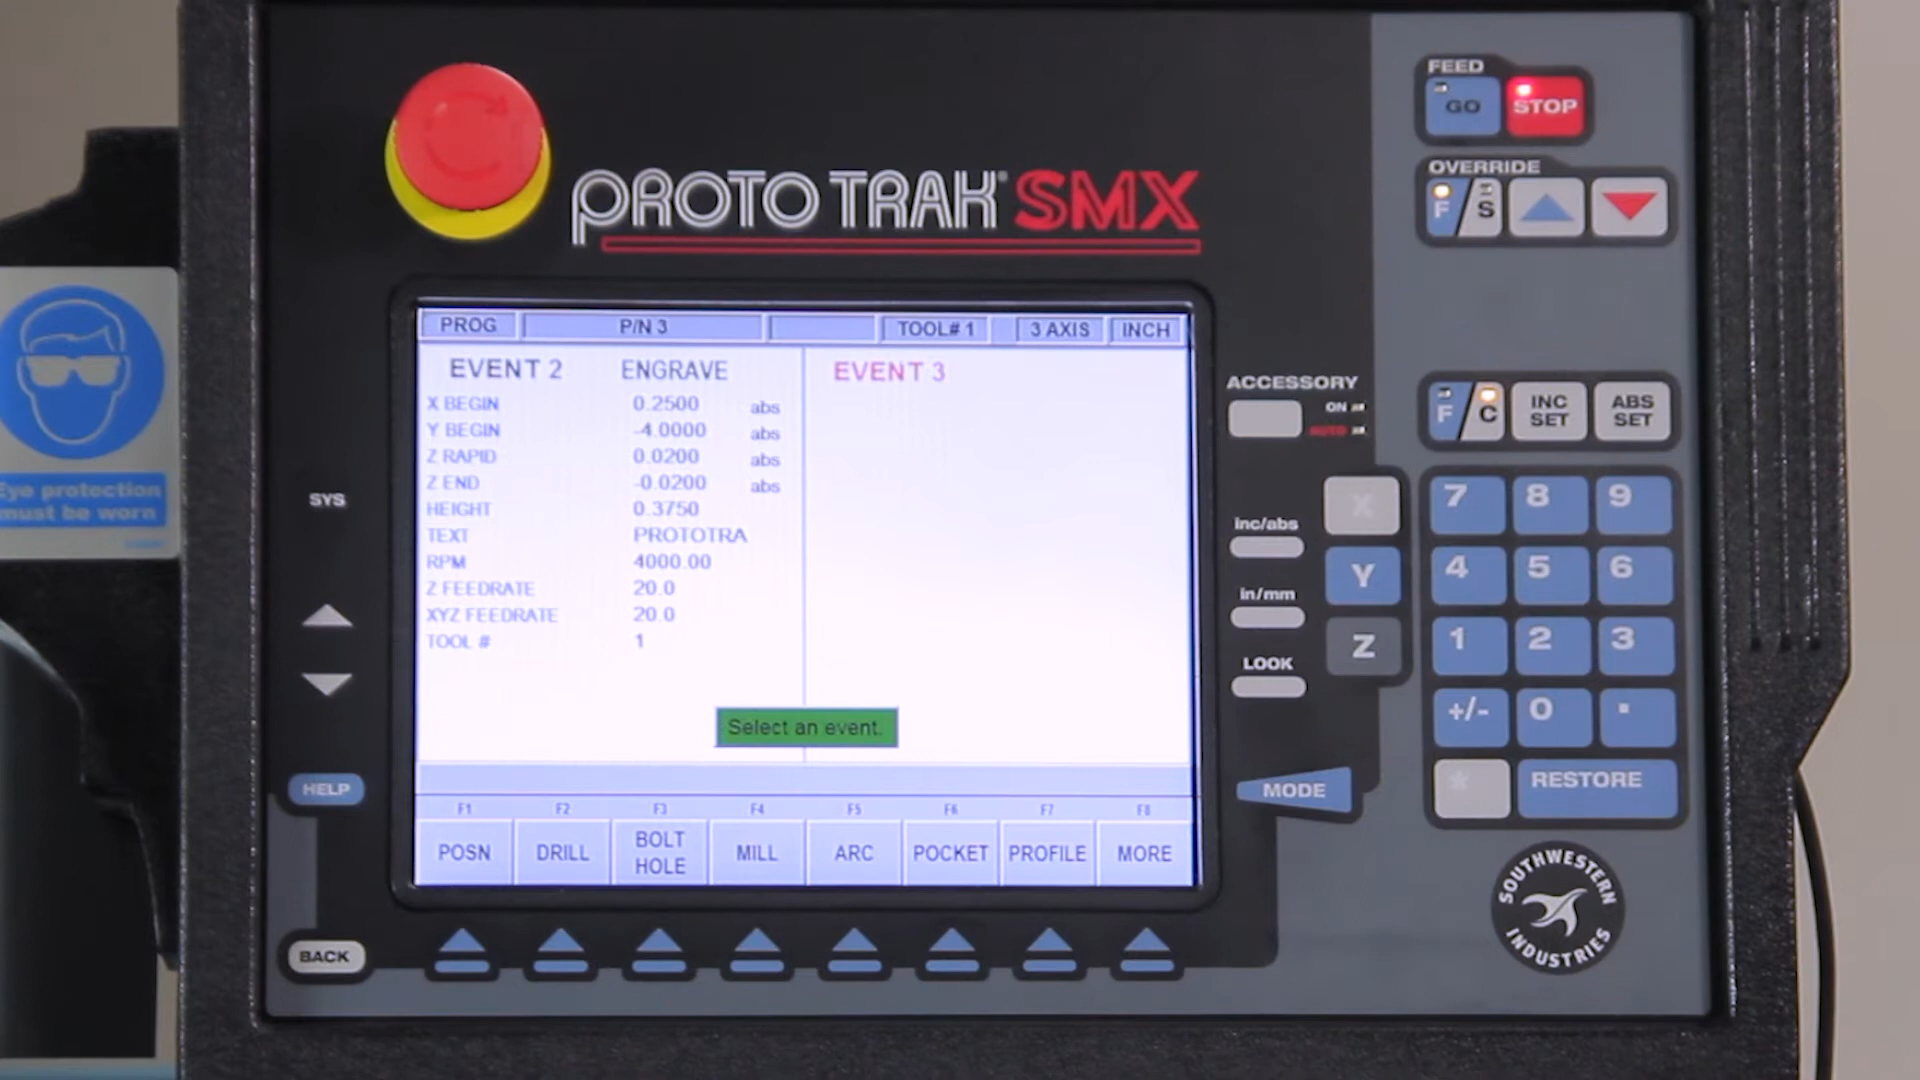 FEED
GO STOP
OVERRIDE
F / S
PROTO TRAK® SMX
Eye protection
must be worn
PROG P/N 3 TOOL# 1 3 AXIS INCH
EVENT 2 ENGRAVE EVENT 3
X BEGIN 0.2500 abs
Y BEGIN -4.0000 abs
Z RAPID 0.0200 abs
Z END -0.0200 abs
HEIGHT 0.3750
TEXT PROTOTRA
RPM 4000.00
Z FEEDRATE 20.0
XYZ FEEDRATE 20.0
TOOL # 1
Select an event.
F1 F2 F3 F4 F5 F6 F7 F8
POSN DRILL BOLT HOLE MILL ARC POCKET PROFILE MORE
SYS
HELP
BACK
ACCESSORY
ON
AUTO
inc/abs
in/mm
LOOK
MODE
F / C INC SET ABS SET
X 7 8 9
Y 4 5 6
Z 1 2 3
+/- 0 .
* RESTORE
SOUTHWESTERN
INDUSTRIES